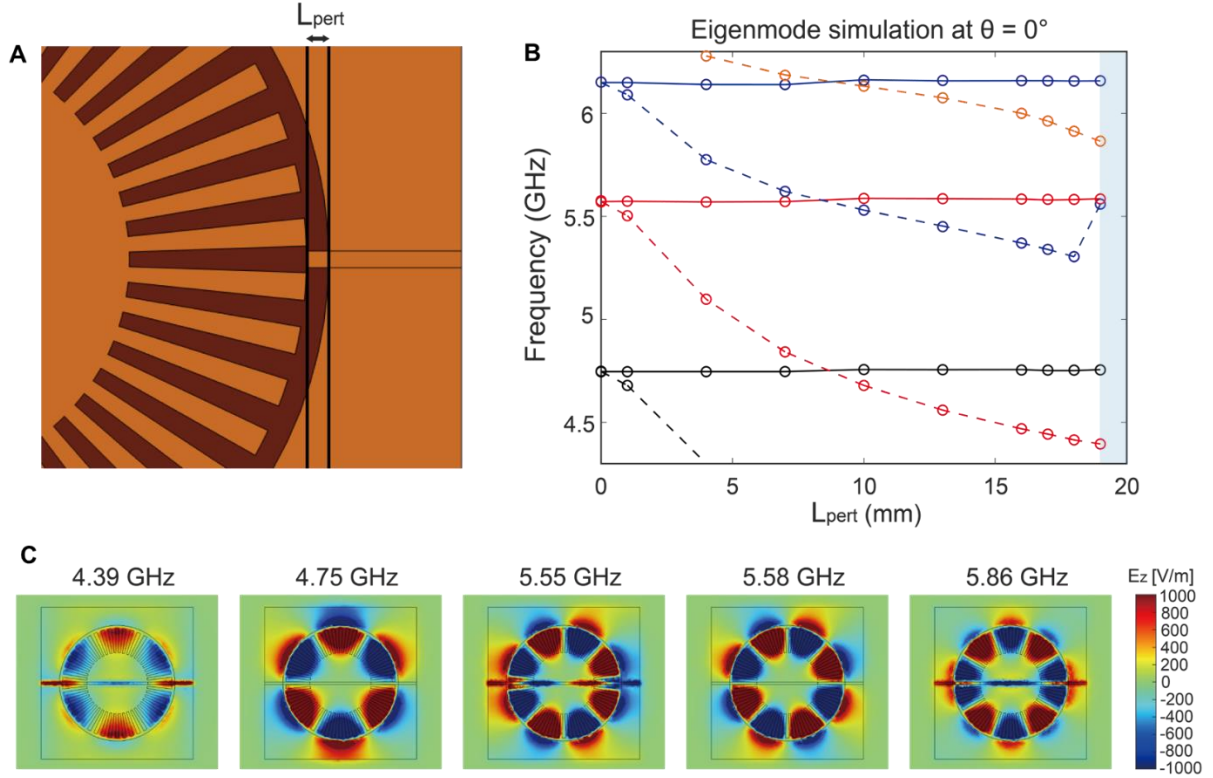 A
Lpert
B
Eigenmode simulation at θ = 0°
Frequency (GHz)
6
5.5
5
4.5
0
5
10
15
20
Lpert (mm)
C
4.39 GHz
4.75 GHz
5.55 GHz
5.58 GHz
5.86 GHz
Ez [V/m]
1000
800
600
400
200
0
-200
-400
-600
-800
-1000